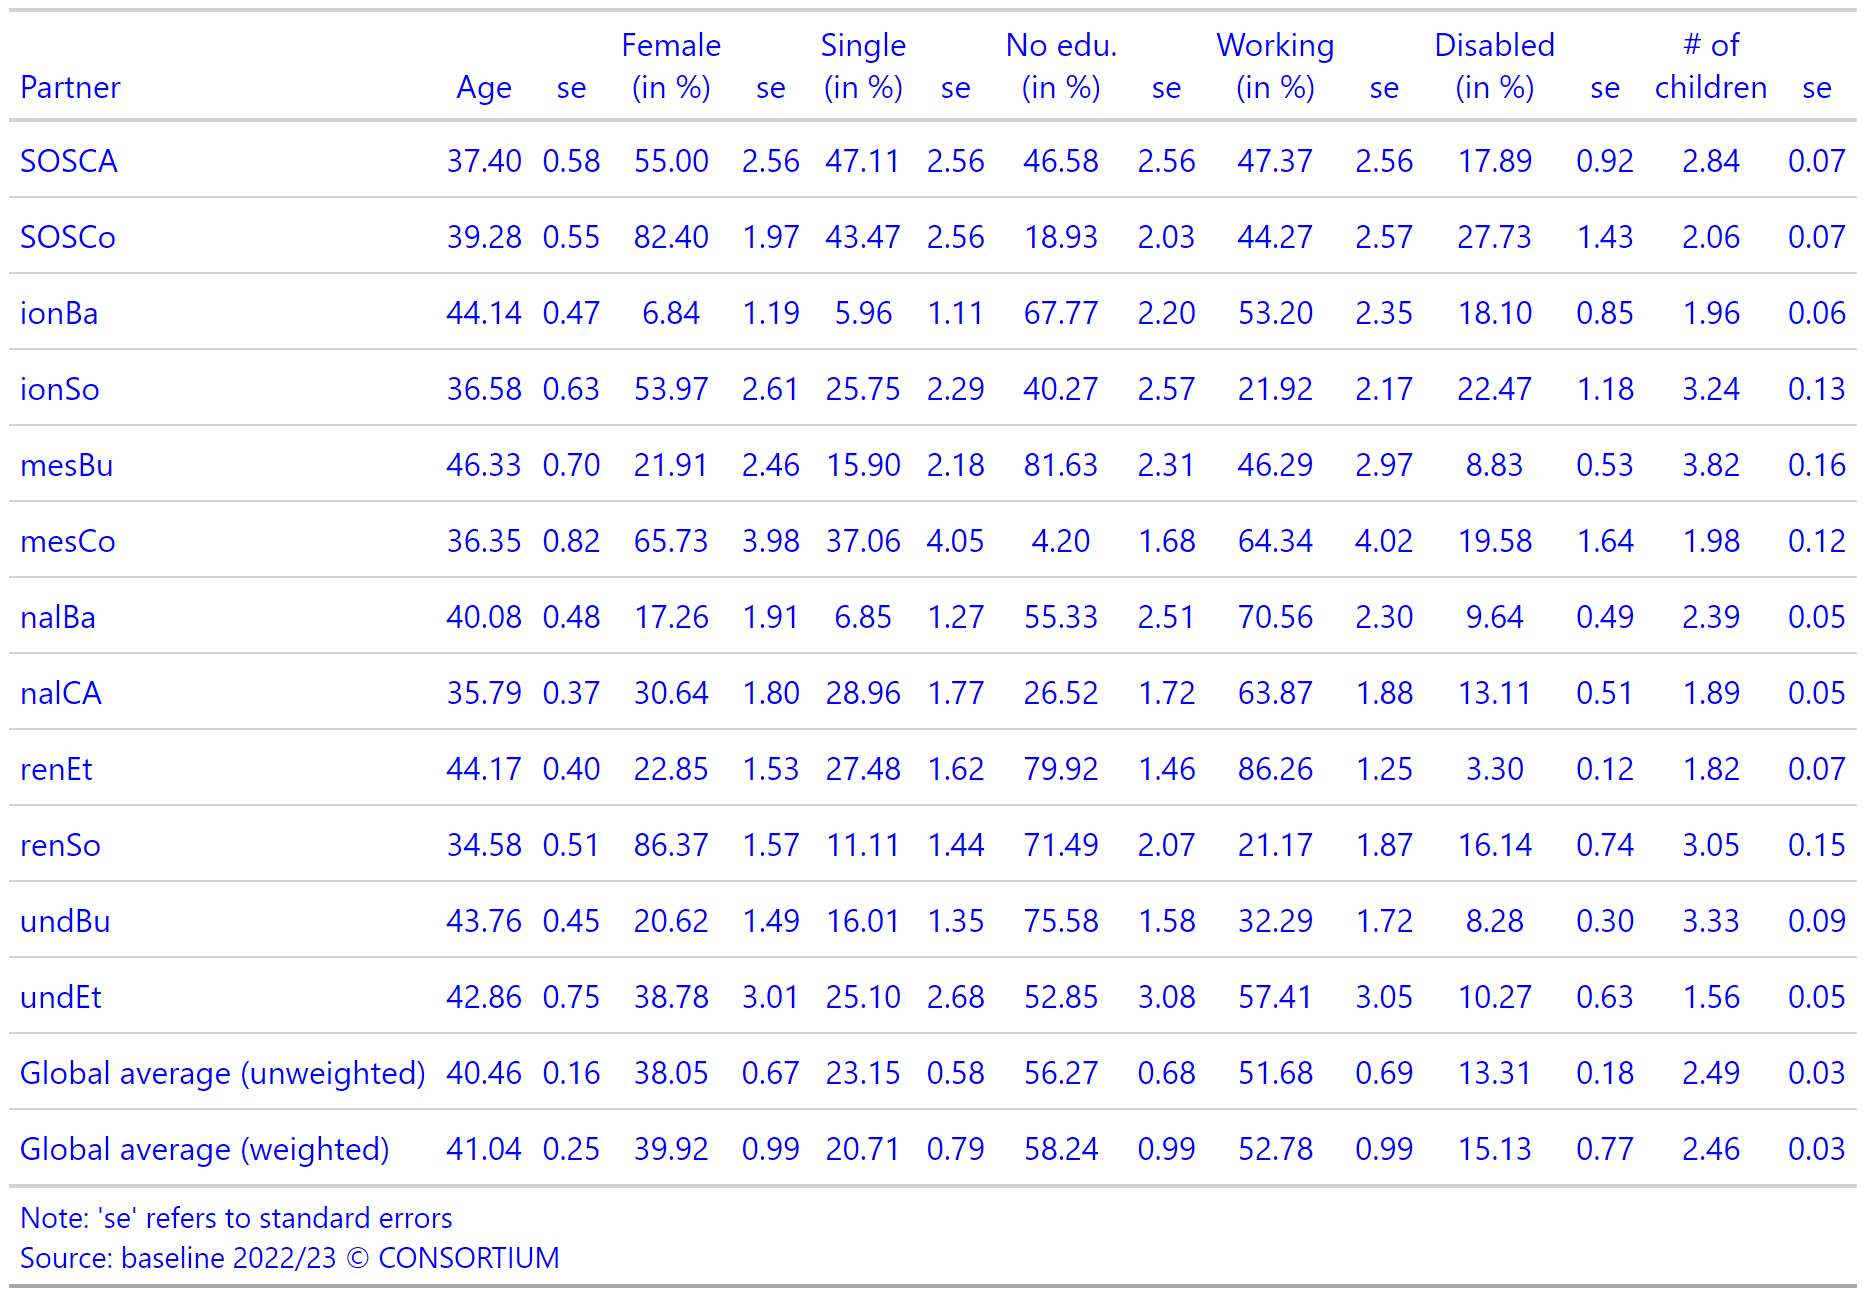 Female Single No edu. Working Disabled # of
Partner Age se (in %) se (in %) se (in %) se (in %) se (in %) se children se
SOSCA 37.40 0.58 55.00 2.56 47.11 2.56 46.58 2.56 47.37 2.56 17.89 0.92 2.84 0.07
SOSCo 39.28 0.55 82.40 1.97 43.47 2.56 18.93 2.03 44.27 2.57 27.73 1.43 2.06 0.07
ionBa 44.14 0.47 6.84 1.19 5.96 1.11 67.77 2.20 53.20 2.35 18.10 0.85 1.96 0.06
ionSo 36.58 0.63 53.97 2.61 25.75 2.29 40.27 2.57 21.92 2.17 22.47 1.18 3.24 0.13
mesBu 46.33 0.70 21.91 2.46 15.90 2.18 81.63 2.31 46.29 2.97 8.83 0.53 3.82 0.16
mesCo 36.35 0.82 65.73 3.98 37.06 4.05 4.20 1.68 64.34 4.02 19.58 1.64 1.98 0.12
nalBa 40.08 0.48 17.26 1.91 6.85 1.27 55.33 2.51 70.56 2.30 9.64 0.49 2.39 0.05
nalCA 35.79 0.37 30.64 1.80 28.96 1.77 26.52 1.72 63.87 1.88 13.11 0.51 1.89 0.05
renEt 44.17 0.40 22.85 1.53 27.48 1.62 79.92 1.46 86.26 1.25 3.30 0.12 1.82 0.07
renSo 34.58 0.51 86.37 1.57 11.11 1.44 71.49 2.07 21.17 1.87 16.14 0.74 3.05 0.15
undBu 43.76 0.45 20.62 1.49 16.01 1.35 75.58 1.58 32.29 1.72 8.28 0.30 3.33 0.09
undEt 42.86 0.75 38.78 3.01 25.10 2.68 52.85 3.08 57.41 3.05 10.27 0.63 1.56 0.05
Global average (unweighted) 40.46 0.16 38.05 0.67 23.15 0.58 56.27 0.68 51.68 0.69 13.31 0.18 2.49 0.03
Global average (weighted) 41.04 0.25 39.92 0.99 20.71 0.79 58.24 0.99 52.78 0.99 15.13 0.77 2.46 0.03
Note: 'se' refers to standard errors
Source: baseline 2022/23 © CONSORTIUM